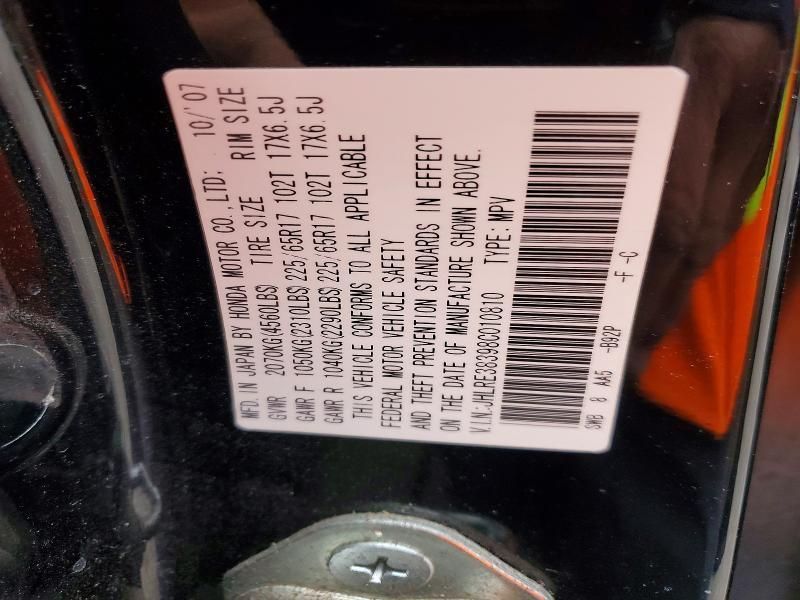 MFD. IN JAPAN BY HONDA MOTOR CO., LTD. 10/'07
GVWR 2070KG(4560LBS) TIRE SIZE RIM SIZE
GAWR F 1050KG(2310LBS) 225/65R17 102T 17X6.5J
GAWR R 1040KG(2290LBS) 225/65R17 102T 17X6.5J
THIS VEHICLE CONFORMS TO ALL APPLICABLE
FEDERAL MOTOR VEHICLE SAFETY
AND THEFT PREVENTION STANDARDS IN EFFECT
ON THE DATE OF MANUFACTURE SHOWN ABOVE.
V.I.N:JHLRE38398C010810 TYPE: MPV
SWB 8 AA5 -B92P -F -C